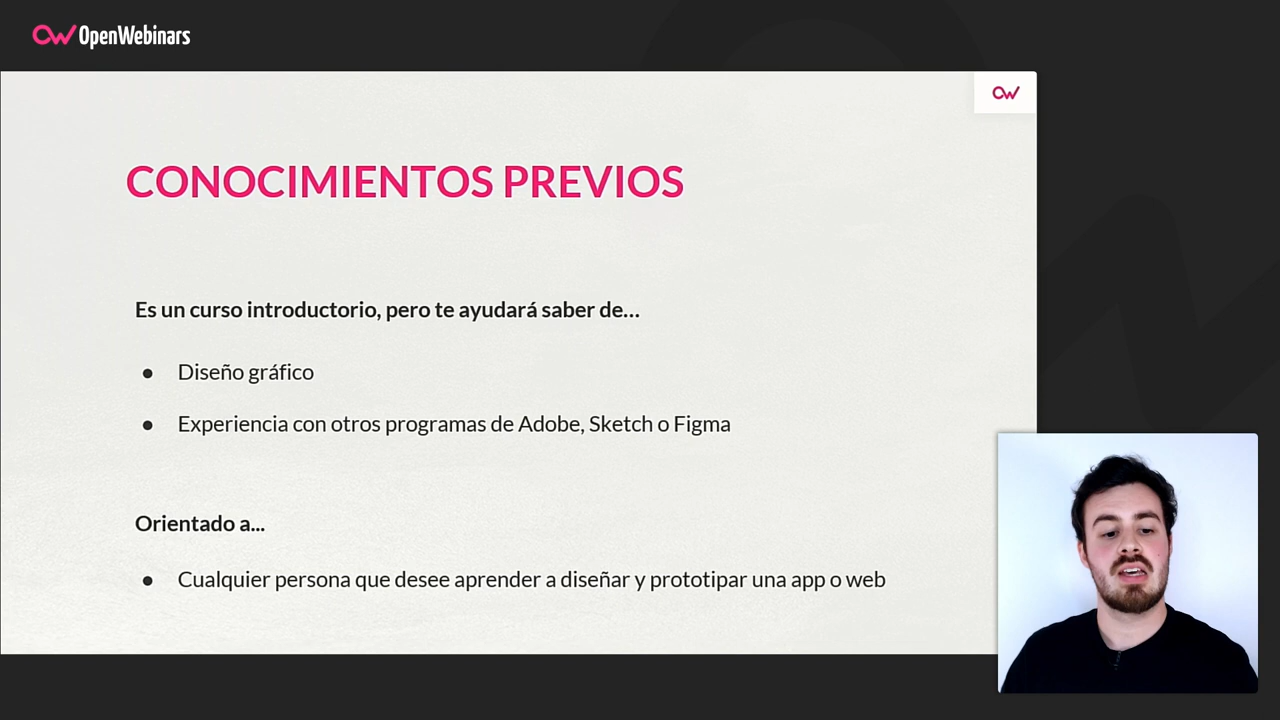 OpenWebinars
CONOCIMIENTOS PREVIOS
Es un curso introductorio, pero te ayudará saber de...
● Diseño gráfico
● Experiencia con otros programas de Adobe, Sketch o Figma
Orientado a...
● Cualquier persona que desee aprender a diseñar y prototipar una app o web